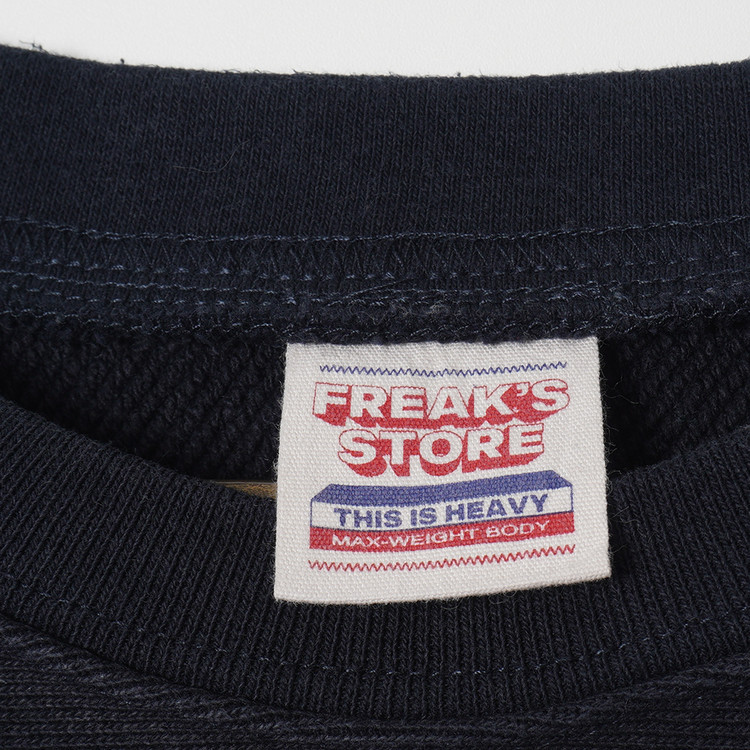 FREAK'S
STORE
THIS IS HEAVY
MAX-WEIGHT BODY